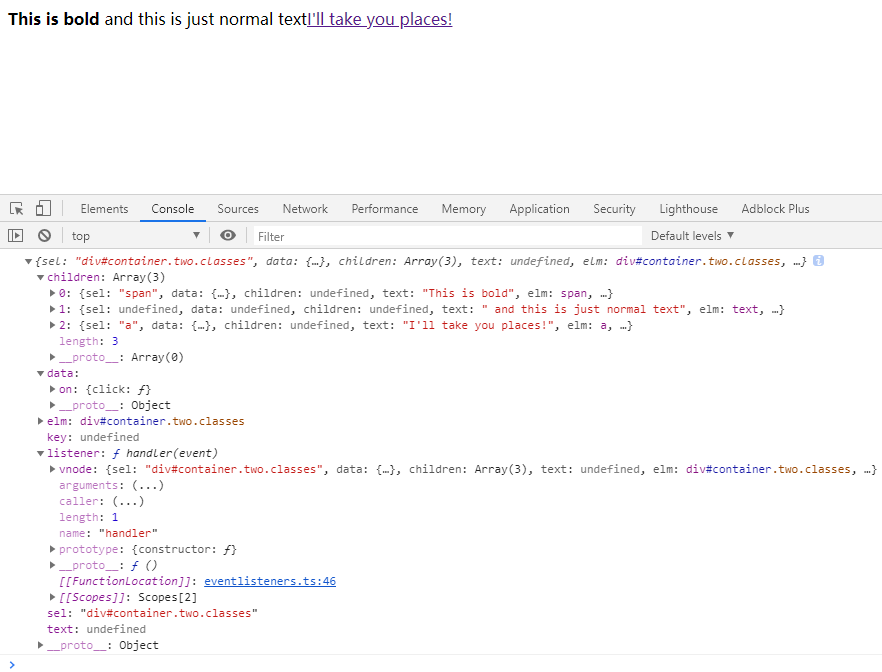 This is bold and this is just normal textI'll take you places!
Elements Console Sources Network Performance Memory Application Security Lighthouse Adblock Plus
top Filter Default levels
{sel: "div#container.two.classes", data: {…}, children: Array(3), text: undefined, elm: div#container.two.classes, …}
children: Array(3)
0: {sel: "span", data: {…}, children: undefined, text: "This is bold", elm: span, …}
1: {sel: undefined, data: undefined, children: undefined, text: " and this is just normal text", elm: text, …}
2: {sel: "a", data: {…}, children: undefined, text: "I'll take you places!", elm: a, …}
length: 3
__proto__: Array(0)
data:
on: {click: ƒ}
__proto__: Object
elm: div#container.two.classes
key: undefined
listener: ƒ handler(event)
vnode: {sel: "div#container.two.classes", data: {…}, children: Array(3), text: undefined, elm: div#container.two.classes, …}
arguments: (...)
caller: (...)
length: 1
name: "handler"
prototype: {constructor: ƒ}
__proto__: ƒ ()
[[FunctionLocation]]: eventlisteners.ts:46
[[Scopes]]: Scopes[2]
sel: "div#container.two.classes"
text: undefined
__proto__: Object